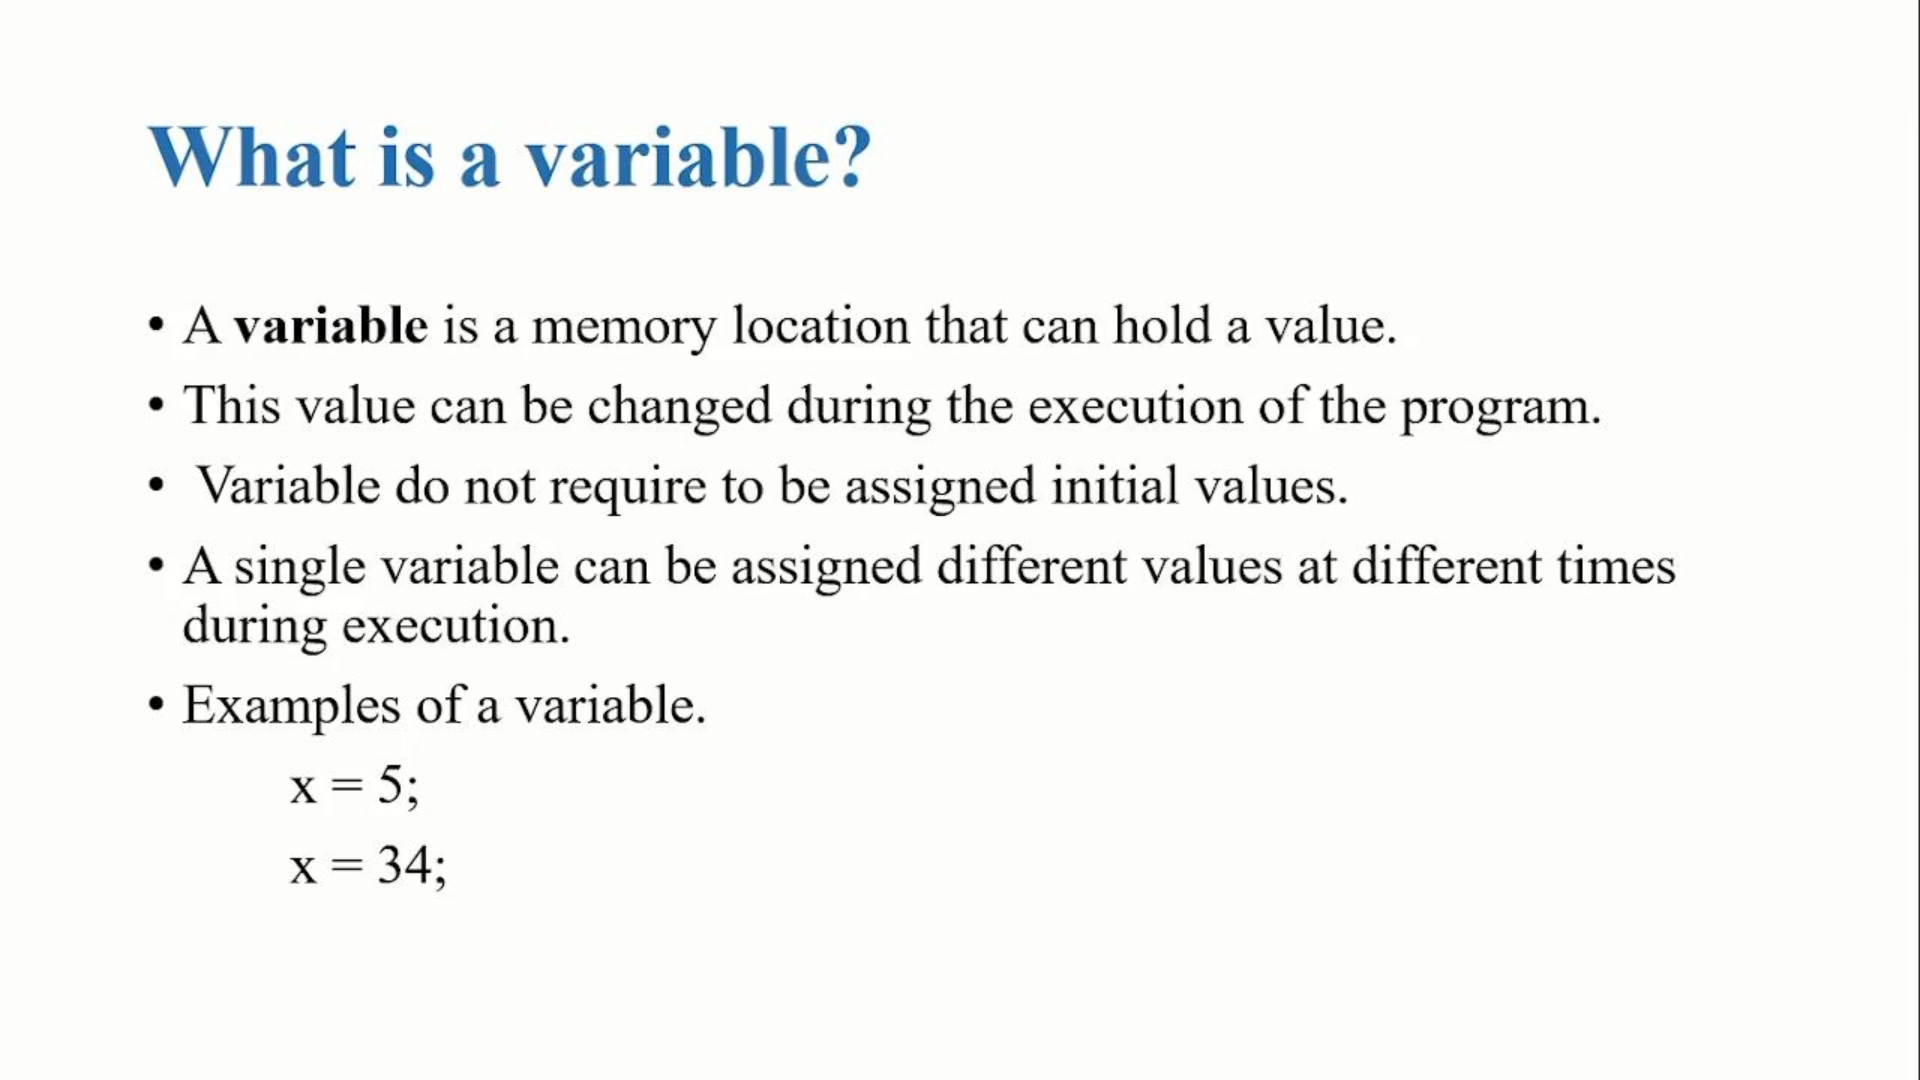 What is a variable?
• A variable is a memory location that can hold a value.
• This value can be changed during the execution of the program.
• Variable do not require to be assigned initial values.
• A single variable can be assigned different values at different times
during execution.
• Examples of a variable.
x = 5;
x = 34;